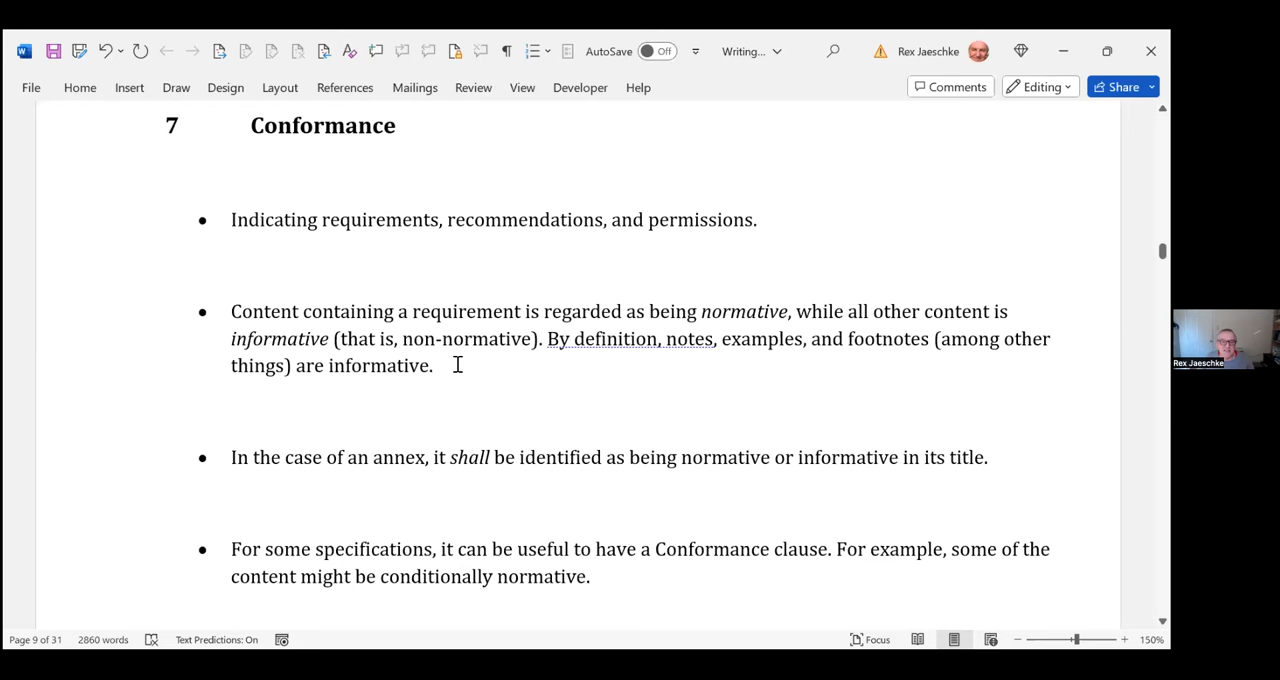 AutoSave Off Writing... Rex Jaeschke
File Home Insert Draw Design Layout References Mailings Review View Developer Help Comments Editing Share
7 Conformance
• Indicating requirements, recommendations, and permissions.
• Content containing a requirement is regarded as being normative, while all other content is
informative (that is, non-normative). By definition, notes, examples, and footnotes (among other
things) are informative.
• In the case of an annex, it shall be identified as being normative or informative in its title.
• For some specifications, it can be useful to have a Conformance clause. For example, some of the
content might be conditionally normative.
Page 9 of 31 2860 words Text Predictions: On Focus 150%
Rex Jaeschke